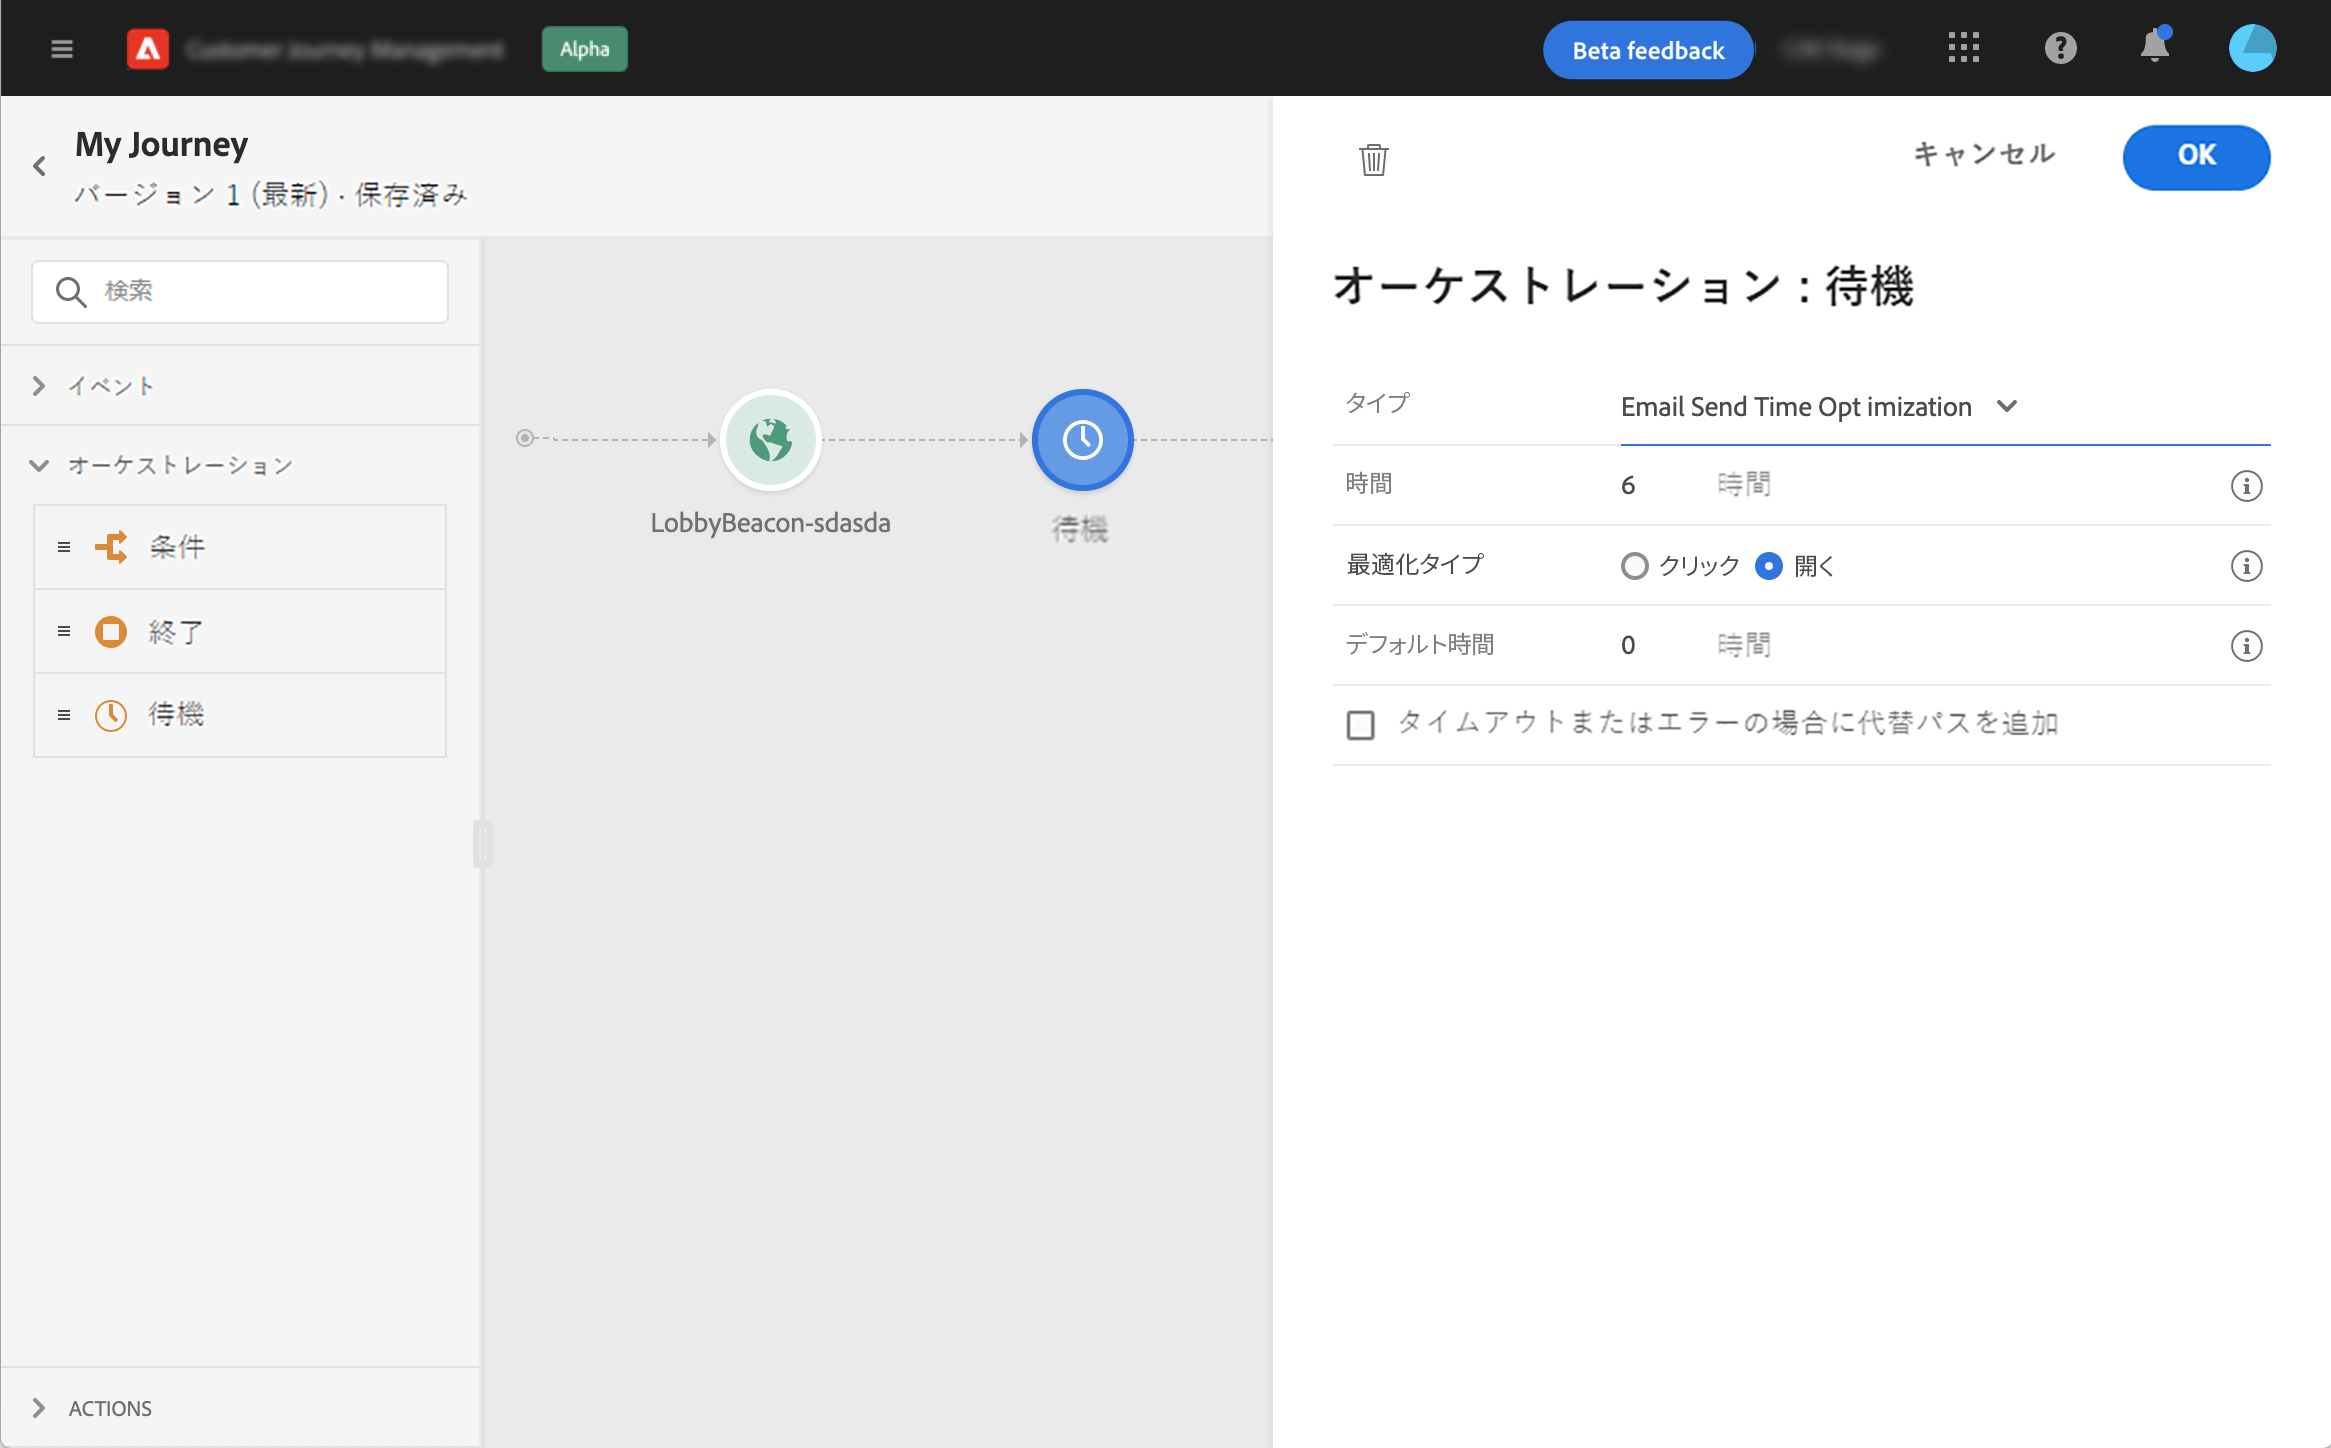 Customer Journey Management
Alpha
Beta feedback
My Journey
バージョン 1 (最新) · 保存済み
検索
イベント
オーケストレーション
条件
終了
待機
ACTIONS
LobbyBeacon-sdasda
待機
キャンセル
OK
オーケストレーション : 待機
タイプ
Email Send Time Opt imization
時間 6 時間
最適化タイプ クリック 開く
デフォルト時間 0 時間
タイムアウトまたはエラーの場合に代替パスを追加